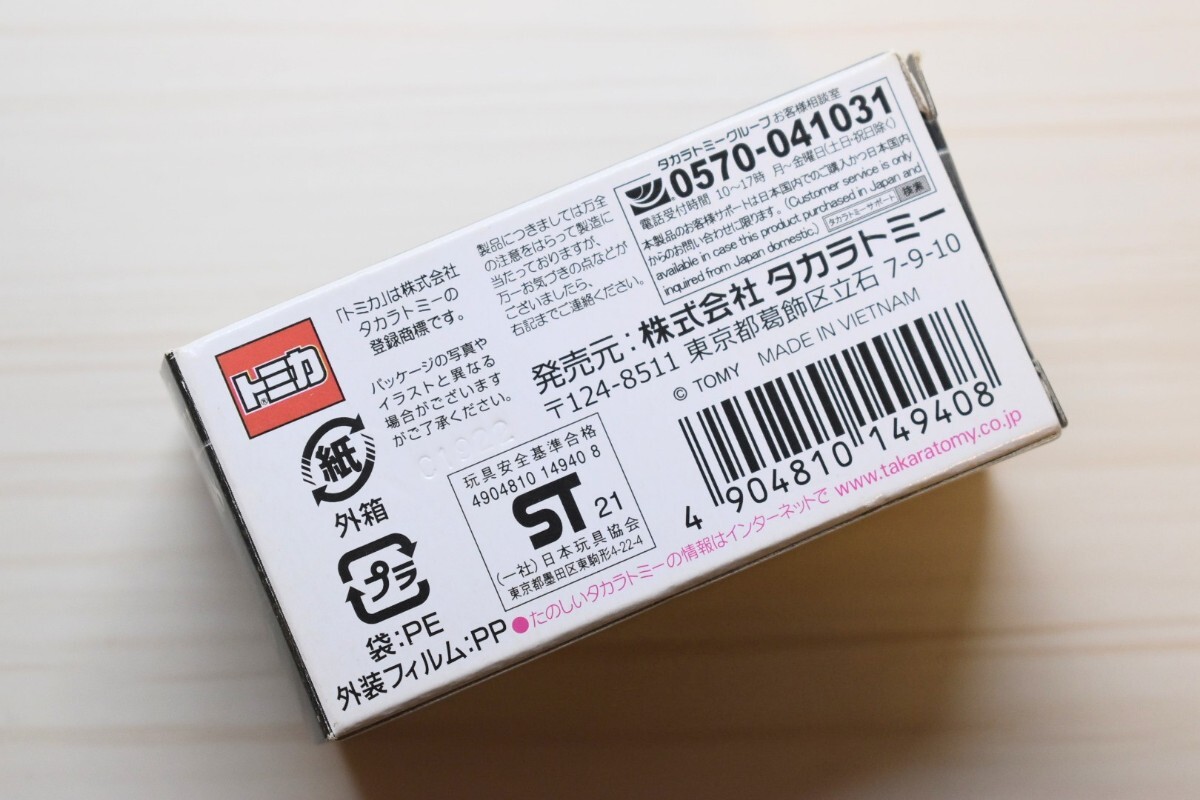 トミカ
「トミカ」は株式会社
タカラトミーの
登録商標です。
パッケージの写真や
イラストと異なる
場合がございます
がご了承ください。
紙
外箱
プラ
袋:PE
外装フィルム:PP
製品につきましては万全
の注意をはらって製造に
当たっておりますが、
万一お気づきの点などが
ございましたら、
右記までご連絡ください。
タカラトミーグループ お客様相談室
0570-041031
電話受付時間 10～17時 月～金曜日(土日・祝日除く)
本製品のお客様サポートは日本国内でのご購入かつ日本国内
からのお問い合わせに限ります。(Customer service is only
available in case this product purchased in Japan and
inquired from Japan domestic.)
タカラトミーサポート 検索
発売元:株式会社 タカラトミー
〒124-8511 東京都葛飾区立石 7-9-10
© TOMY MADE IN VIETNAM
玩具安全基準合格
4904810 14940 8
ST 21
(一社)日本玩具協会
東京都墨田区東駒形4-22-4
4 904810 149408
●たのしいタカラトミーの情報はインターネットで www.takaratomy.co.jp